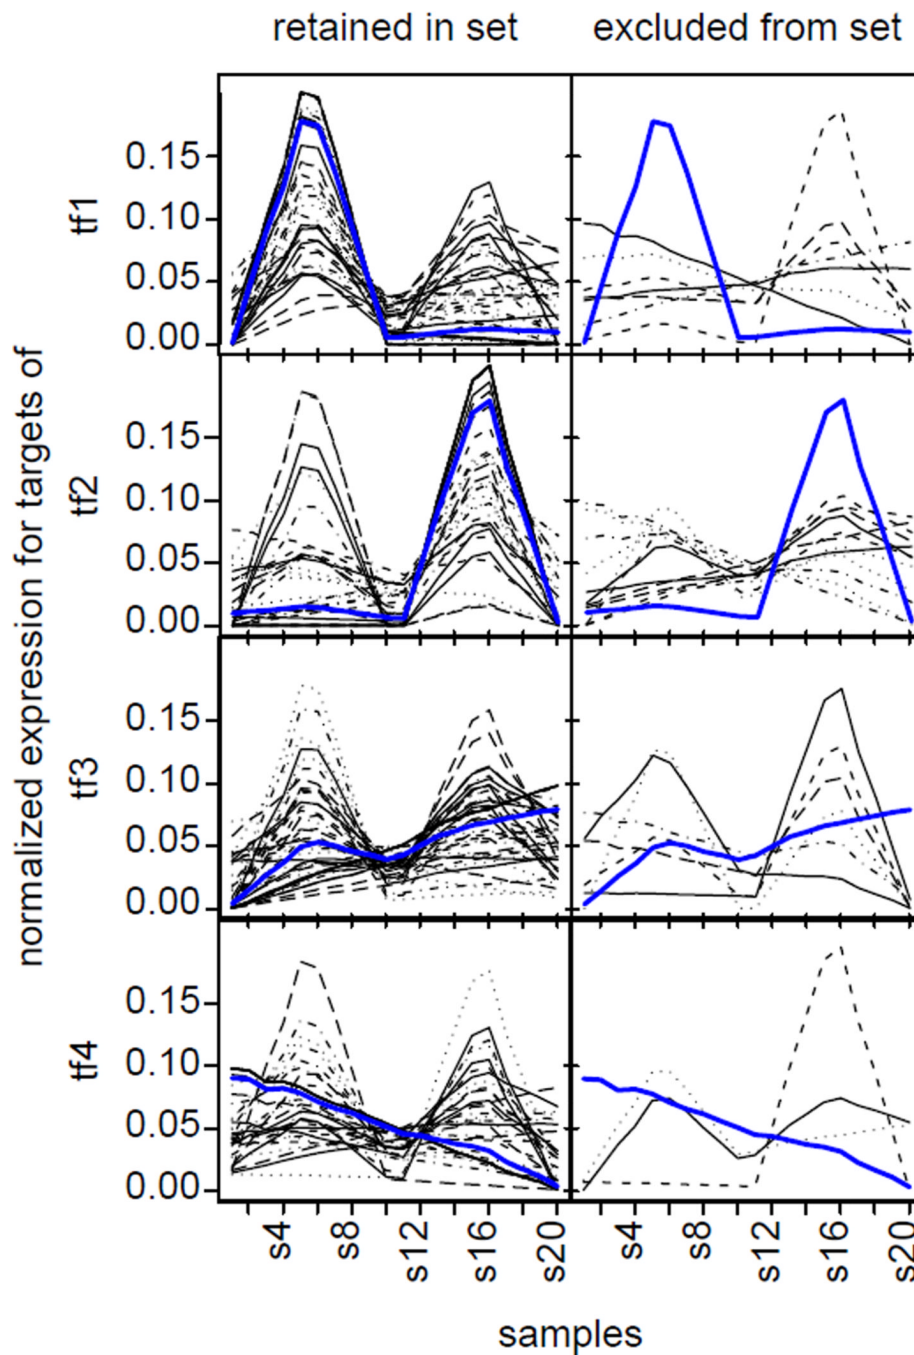 retained in set
excluded from set
normalized expression for targets of
tf1
0.15
0.10
0.05
0.00
tf2
0.15
0.10
0.05
0.00
tf3
0.15
0.10
0.05
0.00
tf4
0.15
0.10
0.05
0.00
s4
s8
s12
s16
s20
s4
s8
s12
s16
s20
samples